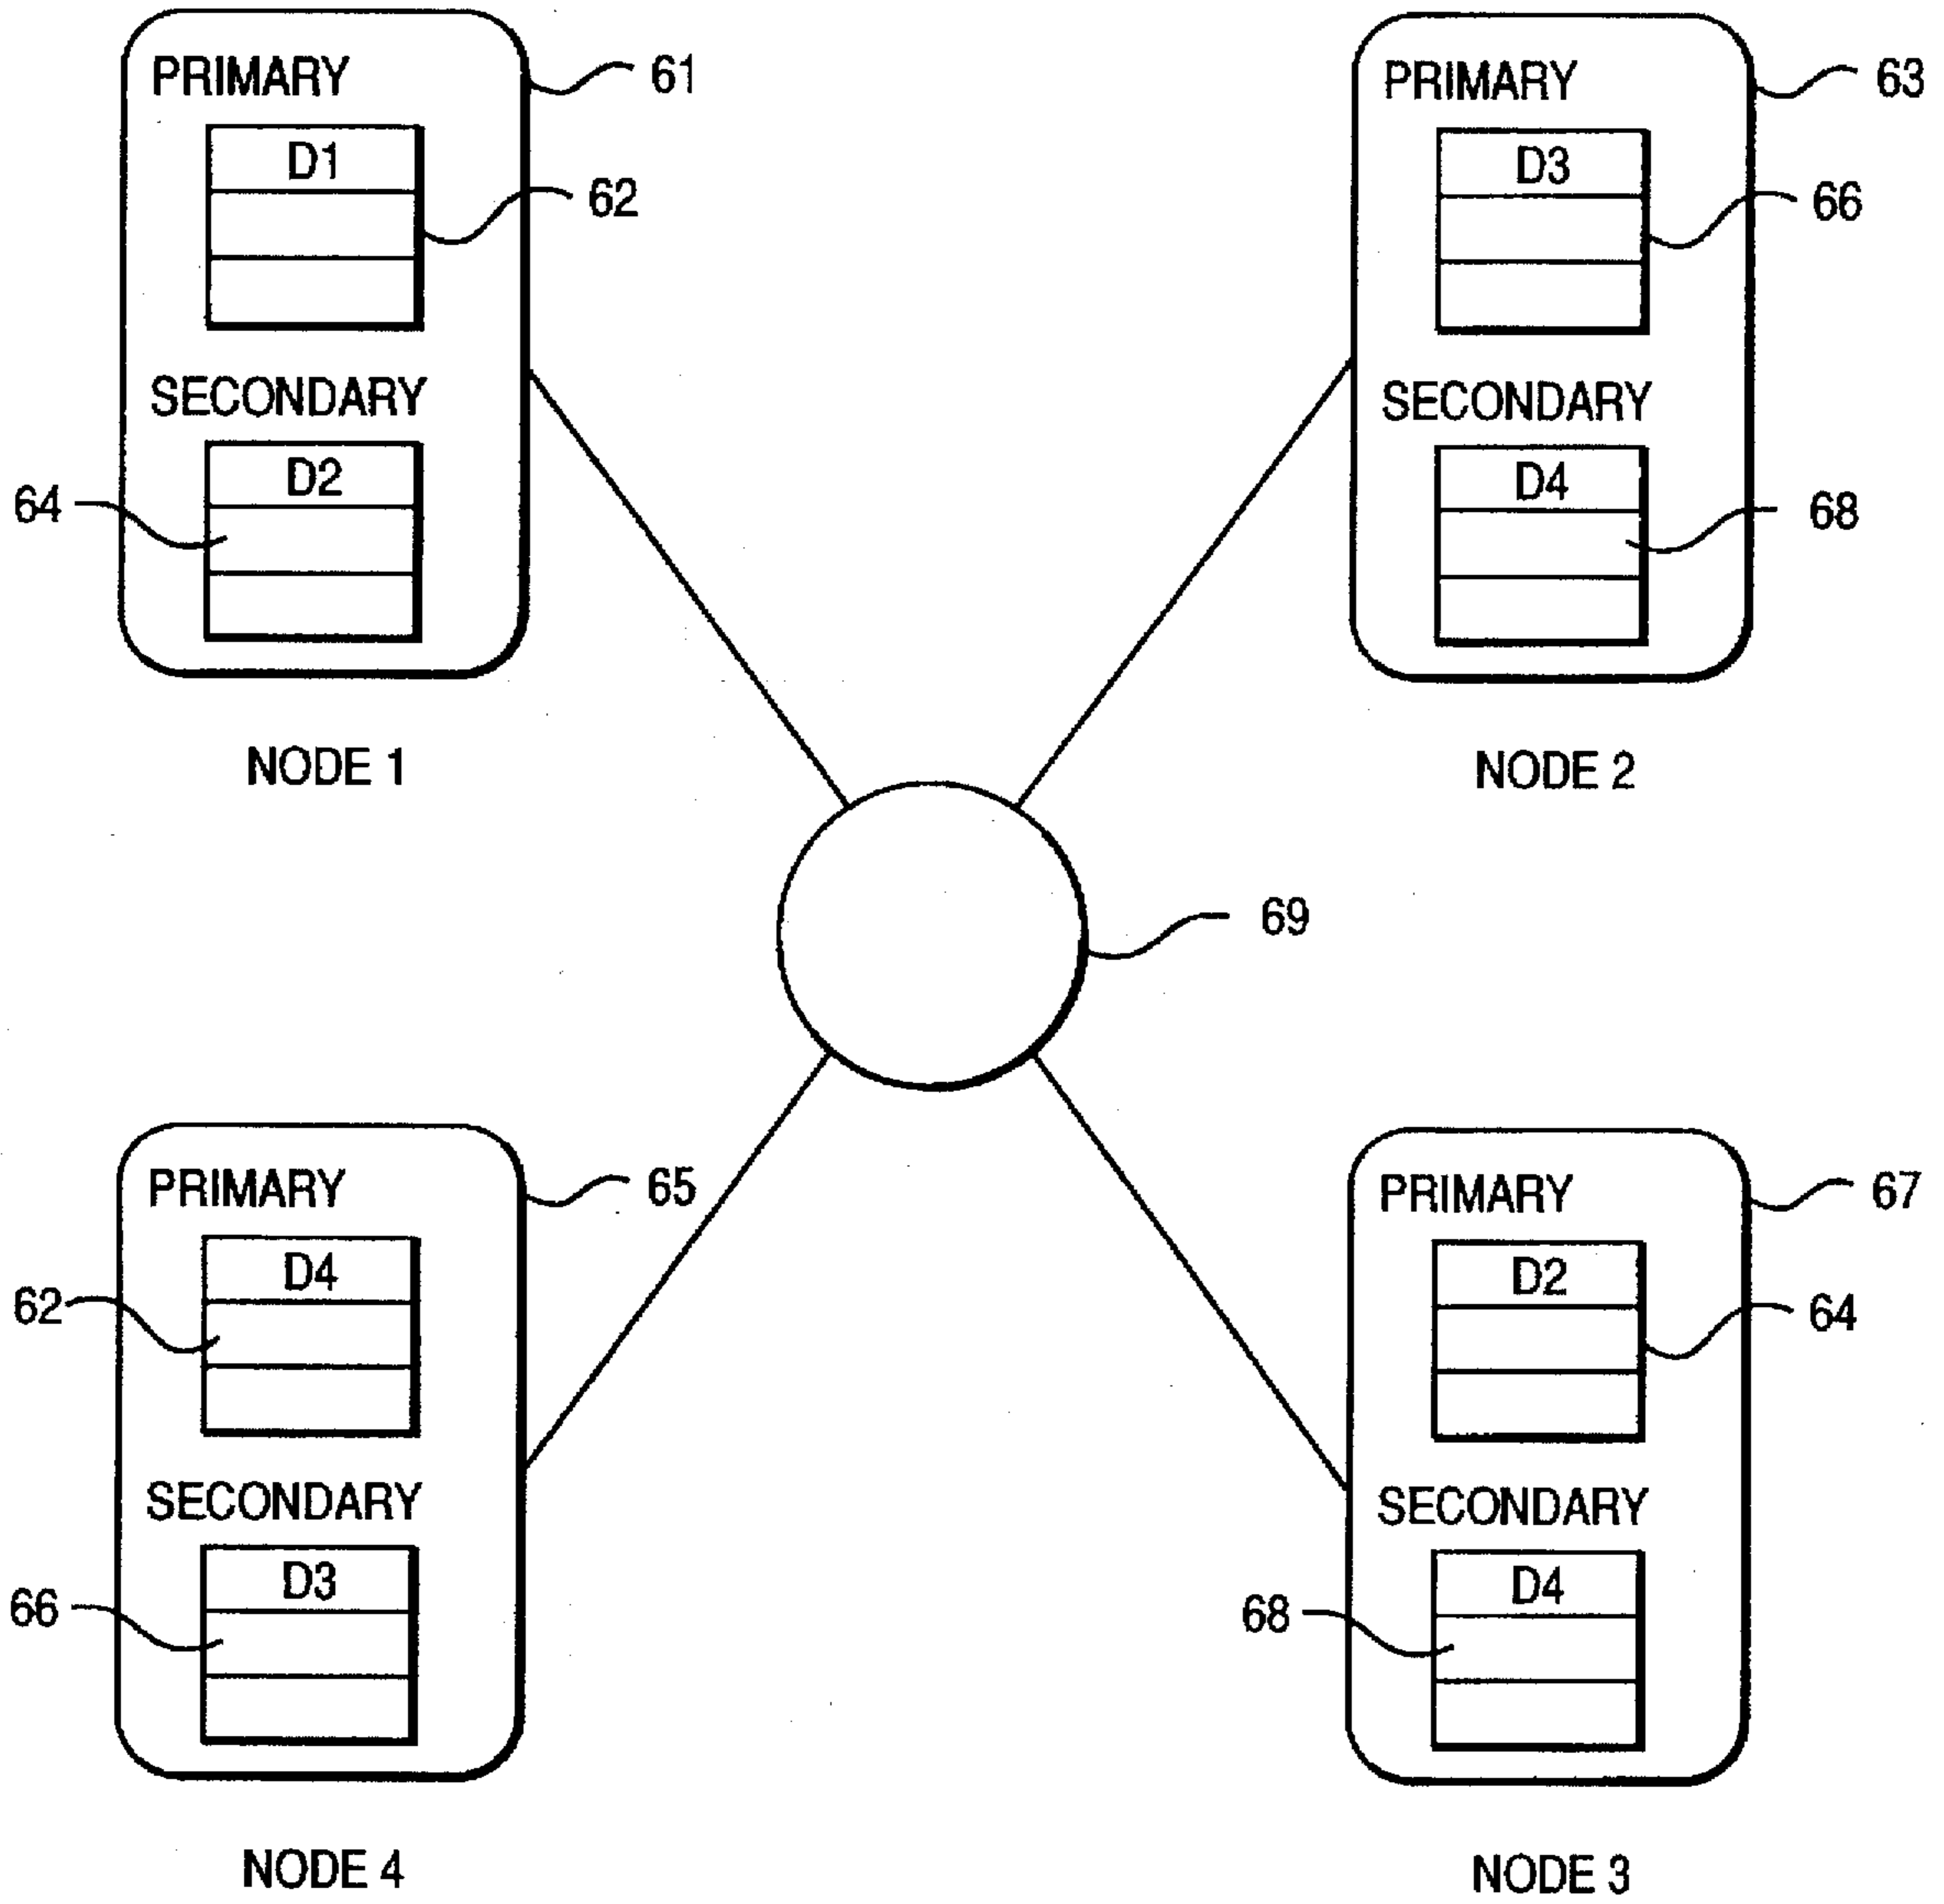 PRIMARY
61
D1
62
SECONDARY
D2
64
NODE 1
PRIMARY
63
D3
66
SECONDARY
D4
68
NODE 2
69
PRIMARY
65
D4
62
SECONDARY
D3
66
NODE 4
PRIMARY
67
D2
64
SECONDARY
D4
68
NODE 3